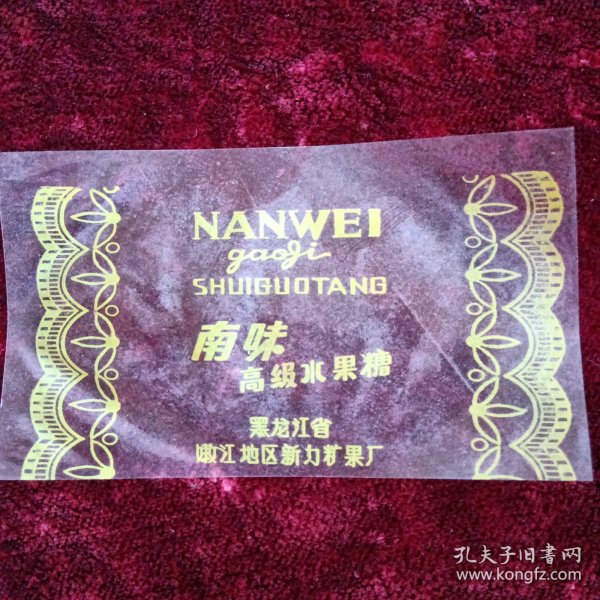 NANWEI
gaoji
SHUIGUOTANG
南味
高级水果糖
黑龙江省
嫩江地区新力糖果厂
孔夫子旧书网
www.kongfz.com